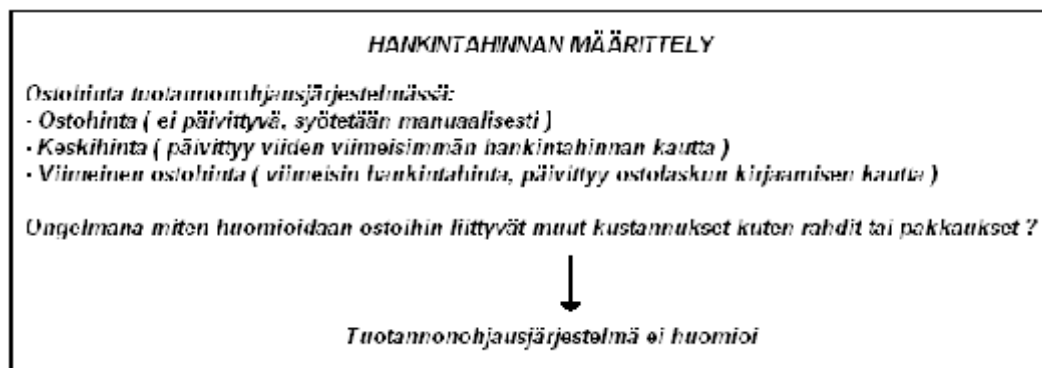 HANKINTAHINNAN MÄÄRITTELY
Ostohinta tuotannonohjausjärjestelmässä:
- Ostohinta ( ei päivittyvä, syötetään manuaalisesti )
- Keskihinta ( päivittyy viiden viimeisimmän hankintahinnan kautta )
- Viimeinen ostohinta ( viimeisin hankintahinta, päivittyy ostolaskun kirjaamisen kautta )
Ongelmana miten huomioidaan ostoihin liittyvät muut kustannukset kuten rahdit tai pakkaukset ?
Tuotannonohjausjärjestelmä ei huomioi